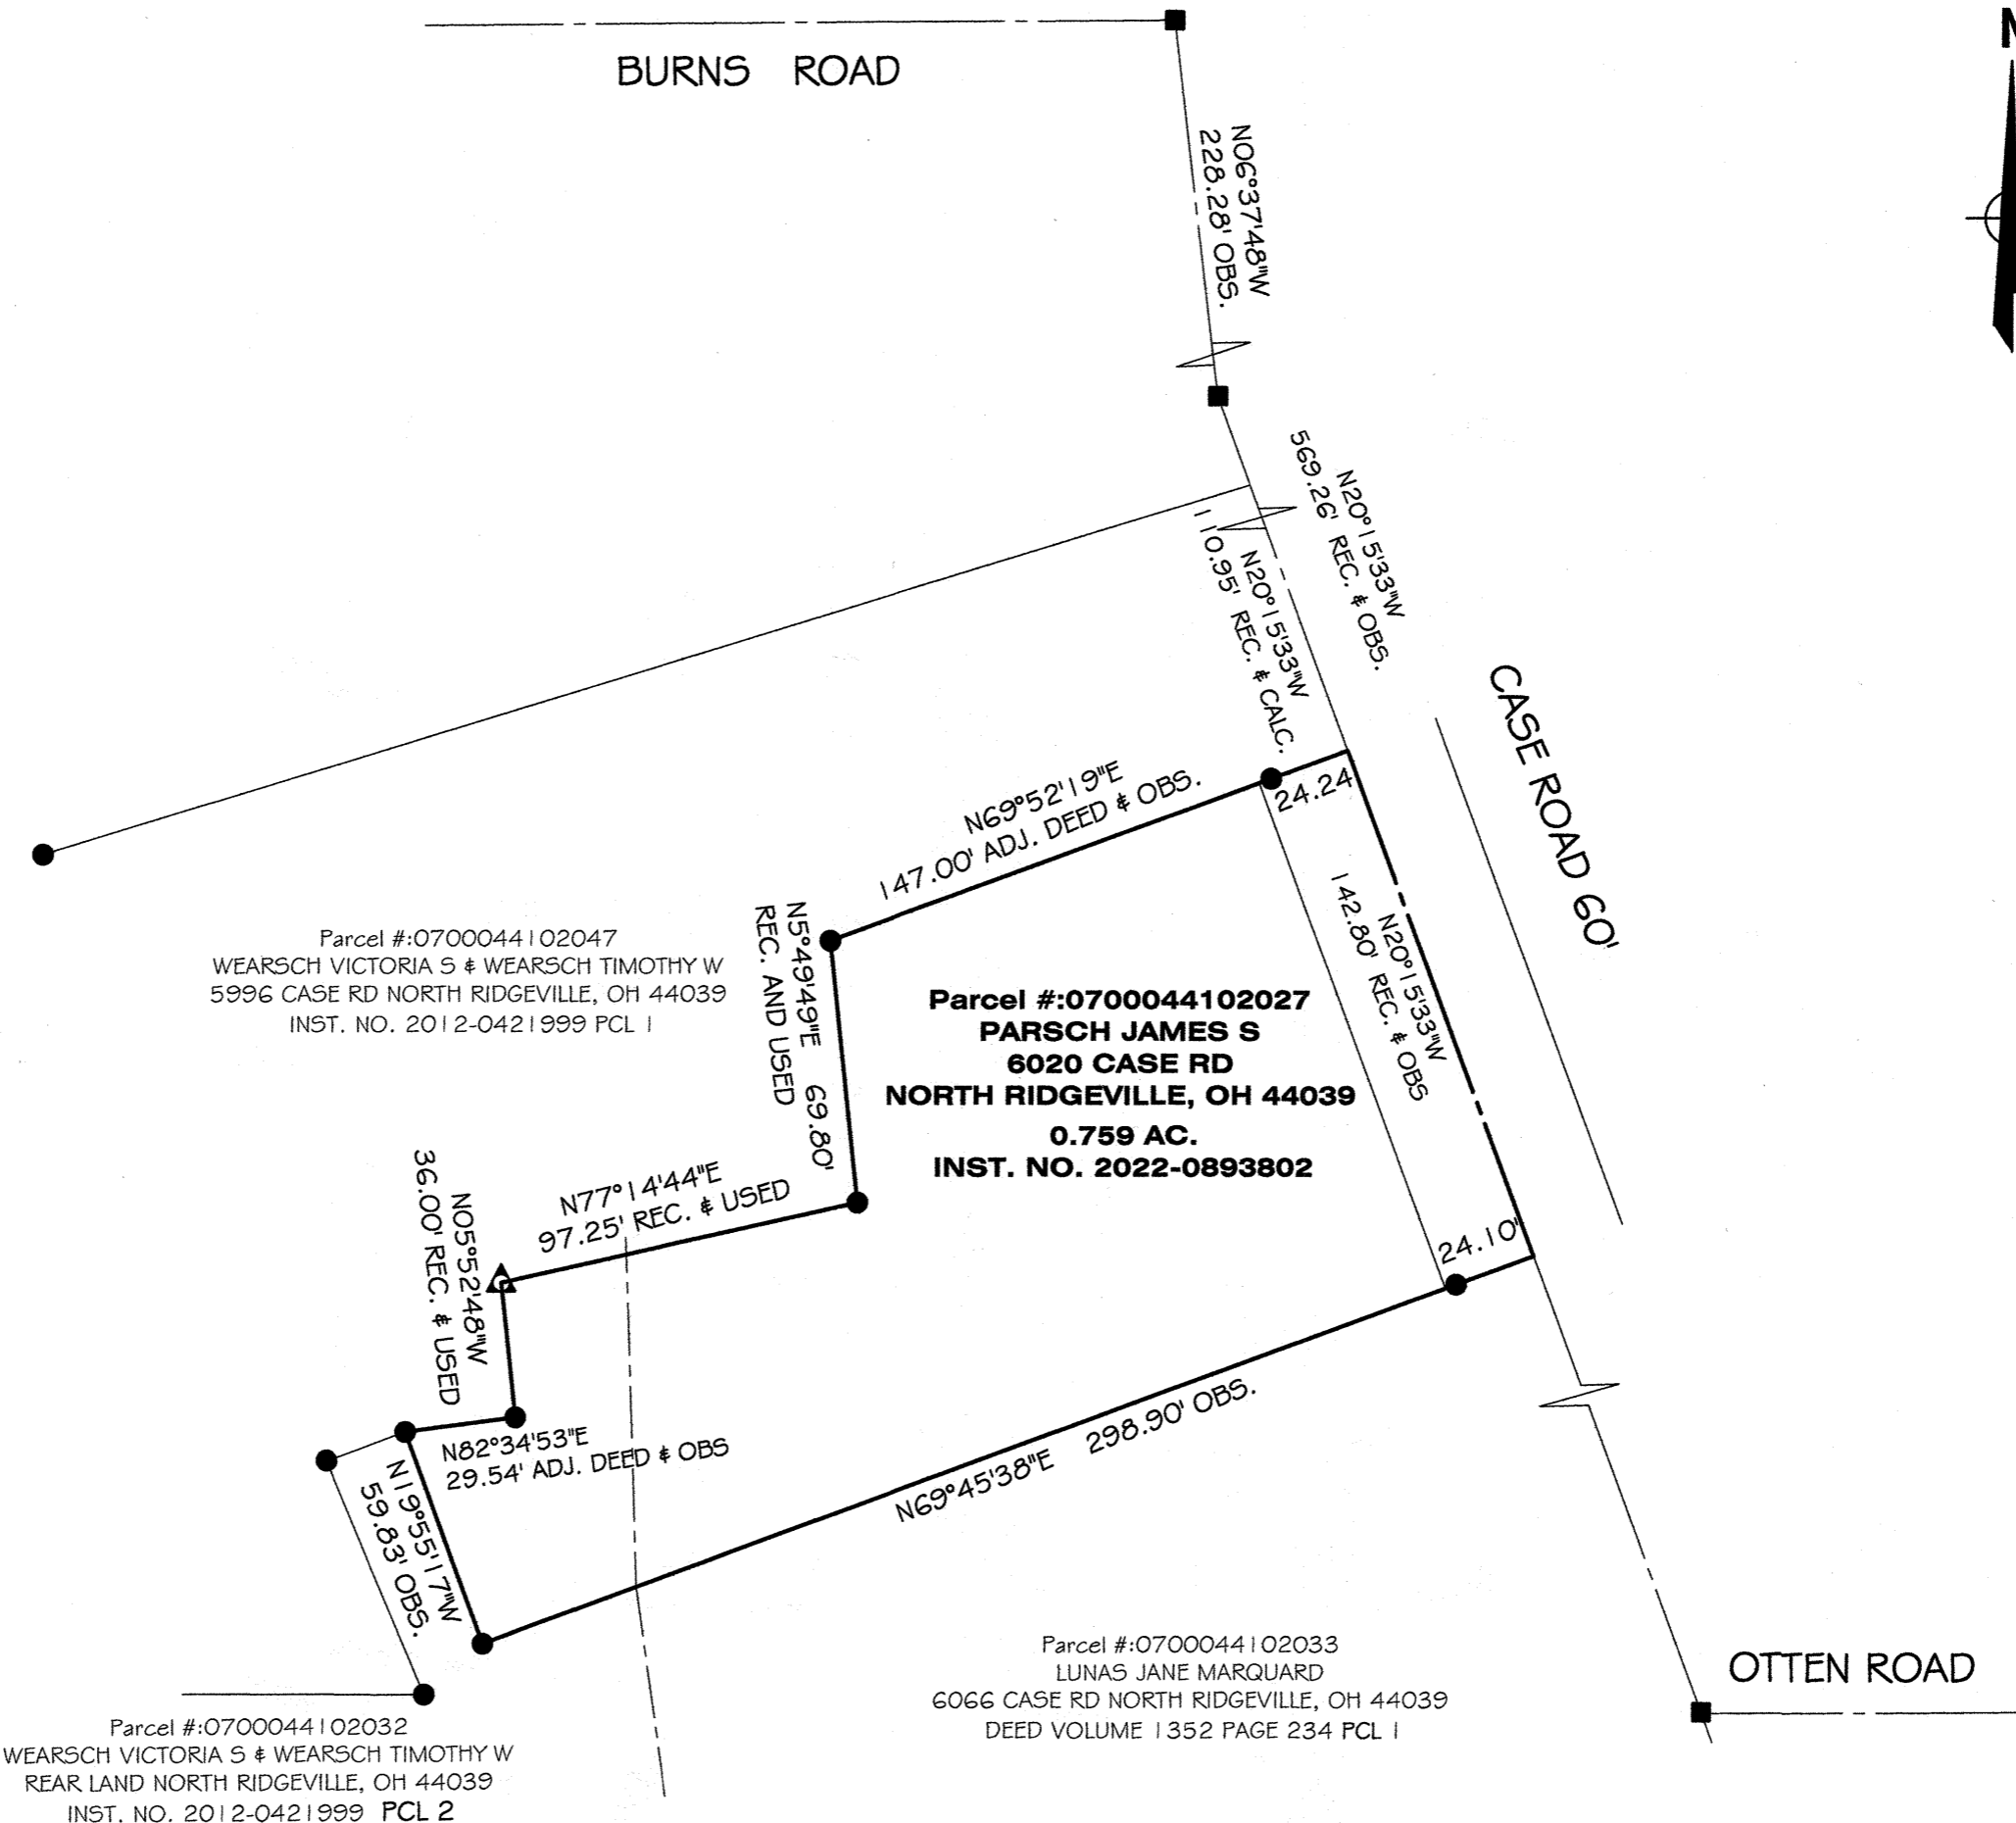 BURNS ROAD
N
N06°37'48"W
228.28' OBS.
N20°15'33"W
569.26' REC. & OBS.
N20°15'33"W
110.95' REC. & CALC.
CASE ROAD 60'
N69°52'19"E
147.00' ADJ. DEED & OBS.
24.24
N20°15'33"W
142.80' REC. & OBS
N5°49'49"E 69.80'
REC. AND USED
Parcel #:0700044102047
WEARSCH VICTORIA S & WEARSCH TIMOTHY W
5996 CASE RD NORTH RIDGEVILLE, OH 44039
INST. NO. 2012-0421999 PCL 1
Parcel #:0700044102027
PARSCH JAMES S
6020 CASE RD
NORTH RIDGEVILLE, OH 44039
0.759 AC.
INST. NO. 2022-0893802
N77°14'44"E
97.25' REC. & USED
N05°52'48"W
36.00' REC. & USED
24.10'
N82°34'53"E
29.54' ADJ. DEED & OBS
N19°55'17"W
59.83' OBS.
N69°45'38"E 298.90' OBS.
Parcel #:0700044102033
LUNAS JANE MARQUARD
6066 CASE RD NORTH RIDGEVILLE, OH 44039
DEED VOLUME 1352 PAGE 234 PCL 1
OTTEN ROAD
Parcel #:0700044102032
WEARSCH VICTORIA S & WEARSCH TIMOTHY W
REAR LAND NORTH RIDGEVILLE, OH 44039
INST. NO. 2012-0421999 PCL 2